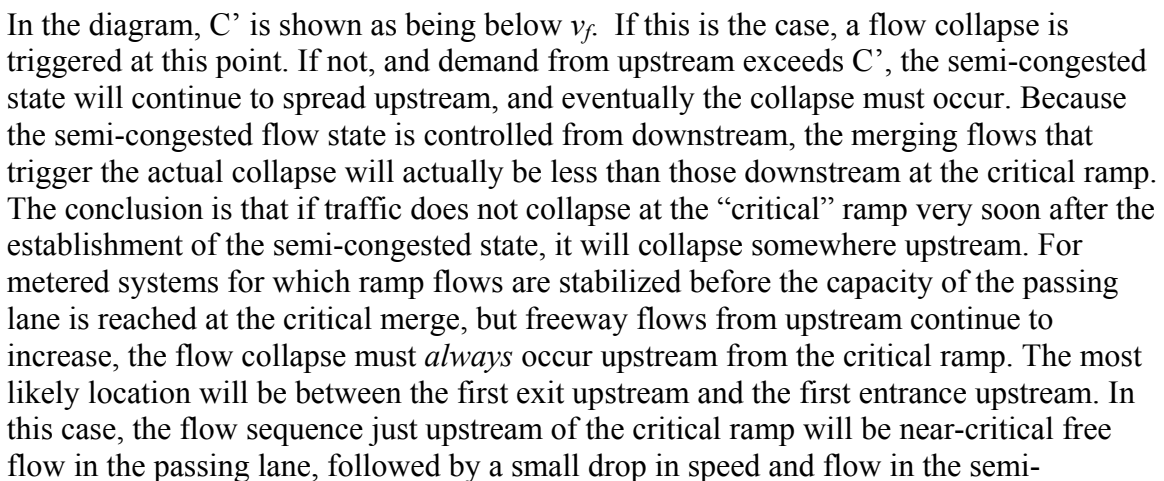 In the diagram, C’ is shown as being below vf.  If this is the case, a flow collapse is
triggered at this point. If not, and demand from upstream exceeds C’, the semi-congested
state will continue to spread upstream, and eventually the collapse must occur. Because
the semi-congested flow state is controlled from downstream, the merging flows that
trigger the actual collapse will actually be less than those downstream at the critical ramp.
The conclusion is that if traffic does not collapse at the “critical” ramp very soon after the
establishment of the semi-congested state, it will collapse somewhere upstream. For
metered systems for which ramp flows are stabilized before the capacity of the passing
lane is reached at the critical merge, but freeway flows from upstream continue to
increase, the flow collapse must always occur upstream from the critical ramp. The most
likely location will be between the first exit upstream and the first entrance upstream. In
this case, the flow sequence just upstream of the critical ramp will be near-critical free
flow in the passing lane, followed by a small drop in speed and flow in the semi-